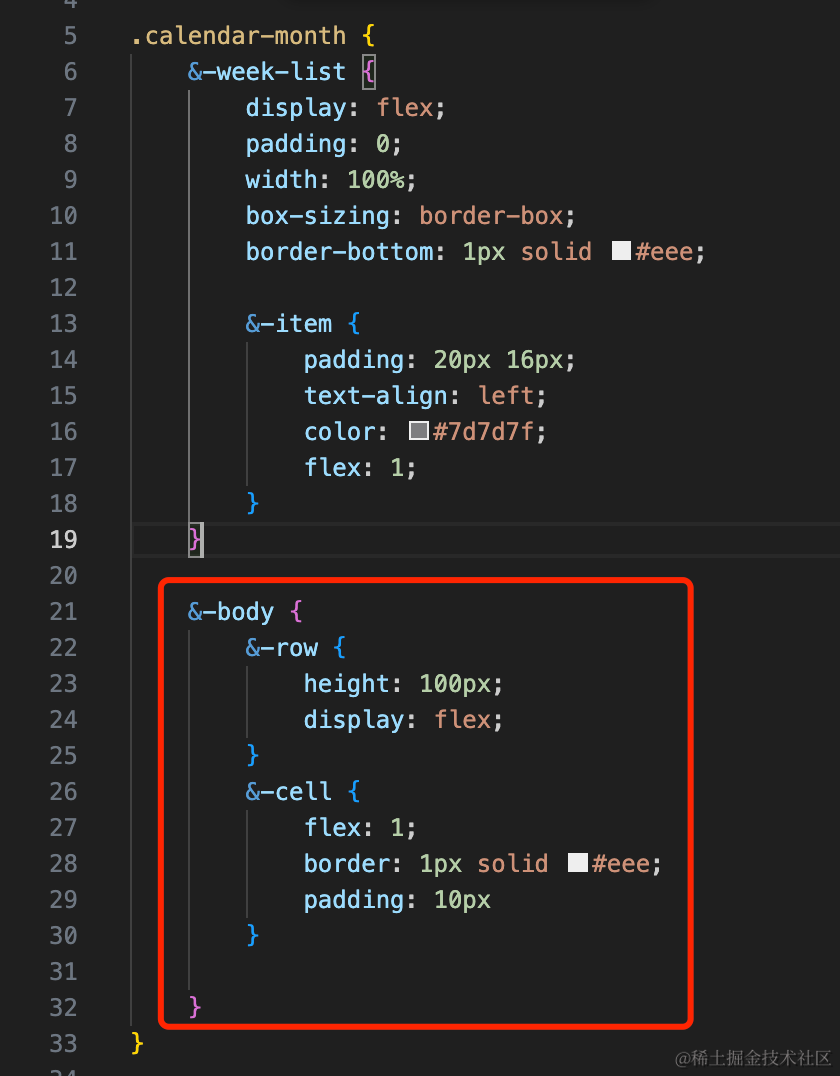 4
5 .calendar-month {
6 &-week-list {
7 display: flex;
8 padding: 0;
9 width: 100%;
10 box-sizing: border-box;
11 border-bottom: 1px solid #eee;
12
13 &-item {
14 padding: 20px 16px;
15 text-align: left;
16 color: #7d7d7f;
17 flex: 1;
18 }
19 }
20
21 &-body {
22 &-row {
23 height: 100px;
24 display: flex;
25 }
26 &-cell {
27 flex: 1;
28 border: 1px solid #eee;
29 padding: 10px
30 }
31
32 }
33 }
34
@稀土掘金技术社区